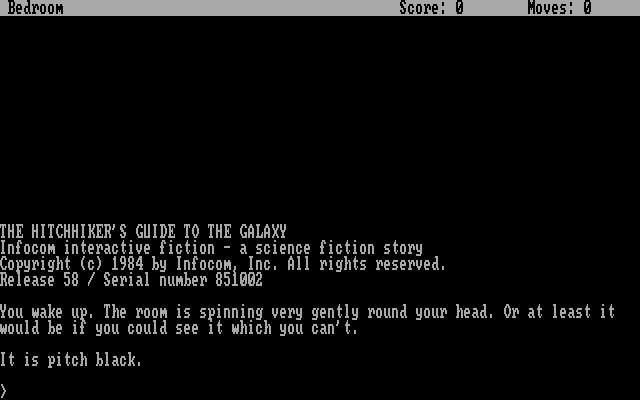 Bedroom Score: 0 Moves: 0
THE HITCHHIKER'S GUIDE TO THE GALAXY
Infocom interactive fiction - a science fiction story
Copyright (c) 1984 by Infocom, Inc. All rights reserved.
Release 58 / Serial number 851002
You wake up. The room is spinning very gently round your head. Or at least it
would be if you could see it which you can't.
It is pitch black.
>